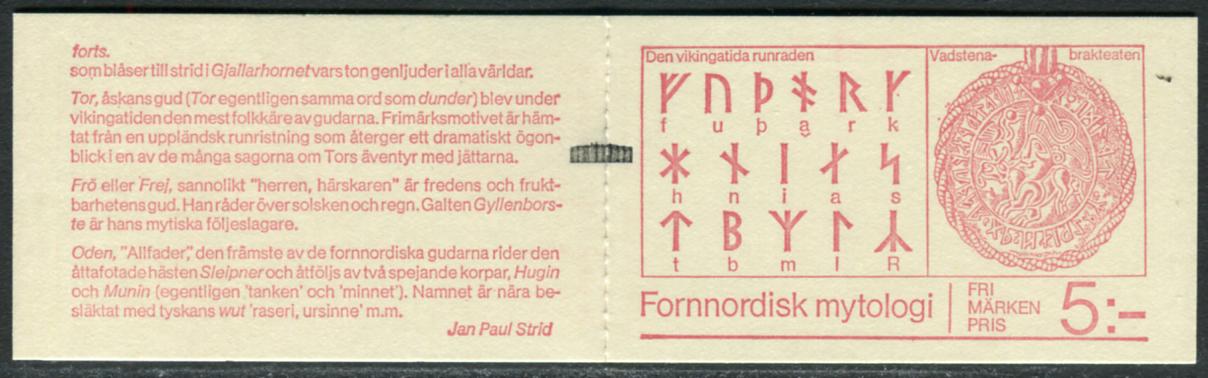 forts.
som blåser till strid i Gjallarhornet vars ton genljuder i alla världar.
Tor, åskans gud (Tor egentligen samma ord som dunder) blev under
vikingatiden den mest folkkäre av gudarna. Frimärksmotivet är häm-
tat från en uppländsk runristning som återger ett dramatiskt ögon-
blick i en av de många sagorna om Tors äventyr med jättarna.
Frö eller Frej, sannolikt "herren, härskaren" är fredens och frukt-
barhetens gud. Han råder över solsken och regn. Galten Gyllenbors-
te är hans mytiska följeslagare.
Oden, "Allfader", den främste av de fornnordiska gudarna rider den
åttafotade hästen Sleipner och åtföljs av två spejande korpar, Hugin
och Munin (egentligen 'tanken' och 'minnet'). Namnet är nära be-
släktat med tyskans wut 'raseri, ursinne' m.m.
Jan Paul Strid
Den vikingatida runraden
ᚠ ᚢ ᚦ ᚬ ᚱ ᚴ
f u þ ą r k
ᚼ ᚾ ᛁ ᛅ ᛋ
h n i a s
ᛏ ᛒ ᛉ ᛚ ᛣ
t b m l R
Vadstena-brakteaten
Fornnordisk mytologi
FRI
MÄRKEN
PRIS
5:-